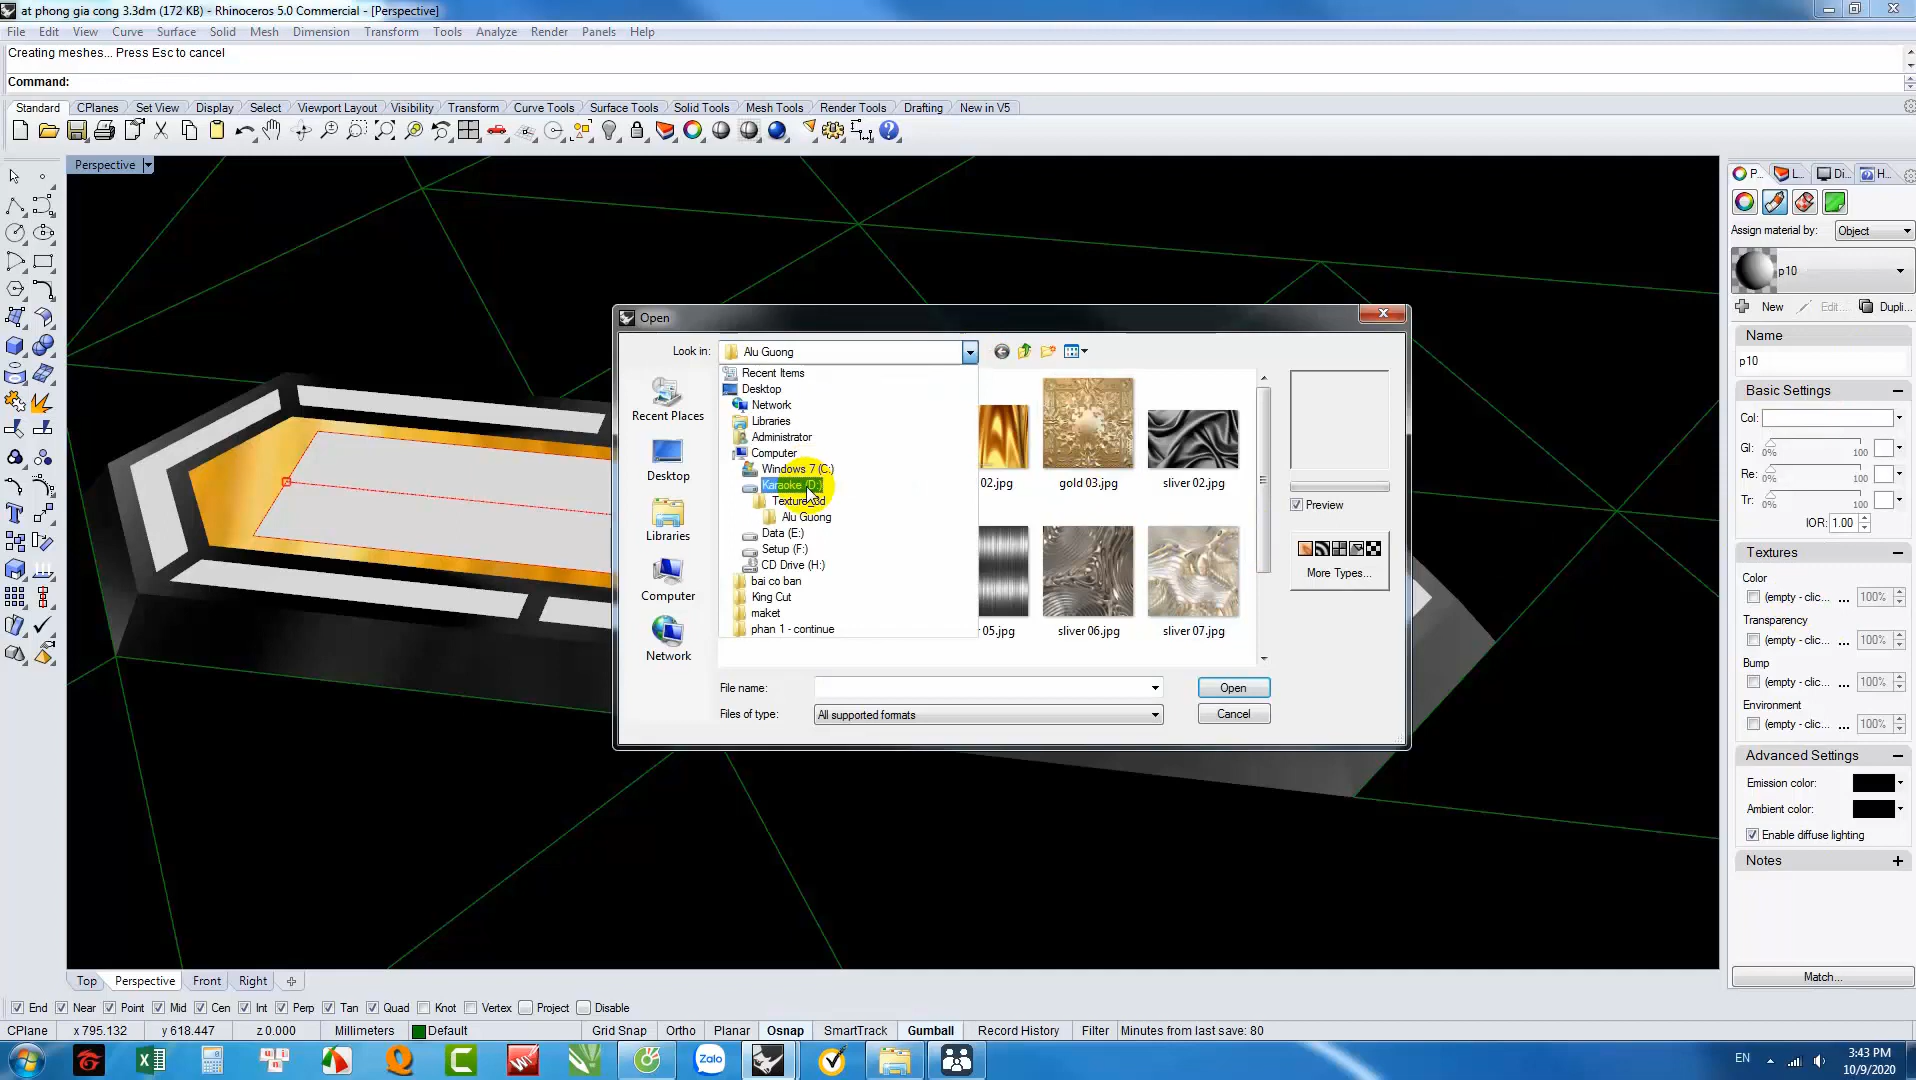 at phong gia cong 3.3dm (172 KB) - Rhinoceros 5.0 Commercial - [Perspective]
File Edit View Curve Surface Solid Mesh Dimension Transform Tools Analyze Render Panels Help
Creating meshes... Press Esc to cancel
Command:
Standard CPlanes Set View Display Select Viewport Layout Visibility Transform Curve Tools Surface Tools Solid Tools Mesh Tools Render Tools Drafting New in V5
Perspective
P... L... Di... H...
Assign material by: Object
p10
New Edit... Dupli...
Name
p10
Basic Settings
Col:
Gl: 0% 100
Re: 0% 100
Tr: 0% 100
IOR: 1.00
Textures
Color
(empty - clic... ... 100%
Transparency
(empty - clic... ... 100%
Bump
(empty - clic... ... 100%
Environment
(empty - clic... ... 100%
Advanced Settings
Emission color:
Ambient color:
Enable diffuse lighting
Notes
Match...
Open
Look in: Alu Guong
Recent Places
Desktop
Libraries
Computer
Network
Recent Items
Desktop
Network
Libraries
Administrator
Computer
Windows 7 (C:)
Karaoke (D:)
Texture 3d
Alu Guong
Data (E:)
Setup (F:)
CD Drive (H:)
bai co ban
King Cut
maket
phan 1 - continue
02.jpg gold 03.jpg sliver 02.jpg
05.jpg sliver 06.jpg sliver 07.jpg
Preview
More Types...
File name:
Open
Files of type: All supported formats
Cancel
Top Perspective Front Right
End Near Point Mid Cen Int Perp Tan Quad Knot Vertex Project Disable
CPlane x 795.132 y 618.447 z 0.000 Millimeters Default Grid Snap Ortho Planar Osnap SmartTrack Gumball Record History Filter Minutes from last save: 80
Zalo
EN
3:43 PM
10/9/2020